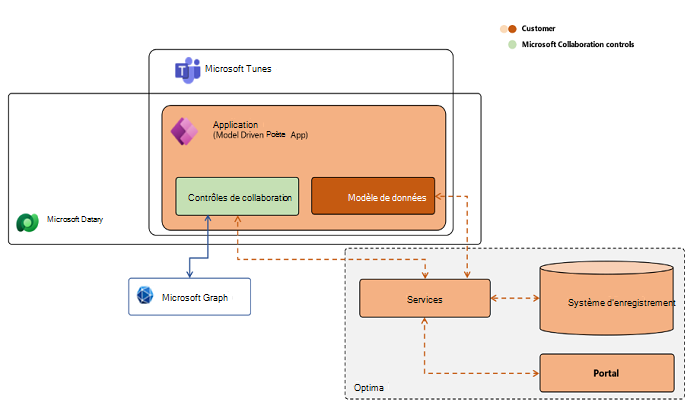 Customer
Microsoft Collaboration controls
Microsoft Tunes
Application
(Model Driven Poète App)
Contrôles de collaboration
Modèle de données
Microsoft Datary
Microsoft Graph
Services
Système d'enregistrement
Portal
Optima